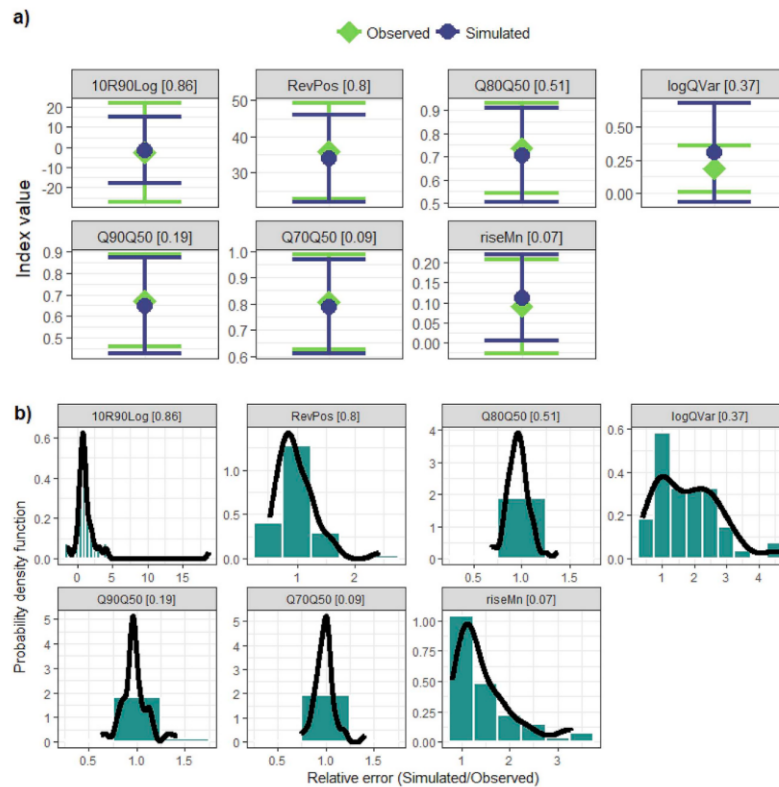 a)
Observed Simulated
10R90Log [0.86] RevPos [0.8] Q80Q50 [0.51] logQVar [0.37]
20 50 0.9 0.50
10 0.8
0 40 0.7 0.25
-10 0.6
-20 30 0.5 0.00
Index value
Q90Q50 [0.19] Q70Q50 [0.09] riseMn [0.07]
0.9 1.0 0.20
0.8 0.9 0.15
0.7 0.8 0.10
0.6 0.7 0.05
0.5 0.6 0.00
b)
10R90Log [0.86] RevPos [0.8] Q80Q50 [0.51] logQVar [0.37]
0.6 1.0 4 0.6
0.4 0.5 3 0.4
0.2 2 0.2
0.0 0.0 1 0.0
0
0 5 10 15 1 2 0.5 1.0 1.5 1 2 3 4
Probability density function
Q90Q50 [0.19] Q70Q50 [0.09] riseMn [0.07]
5 5 1.00
4 4 0.75
3 3 0.50
2 2 0.25
1 1 0.00
0 0
0.5 1.0 1.5 0.5 1.0 1.5 1 2 3
Relative error (Simulated/Observed)